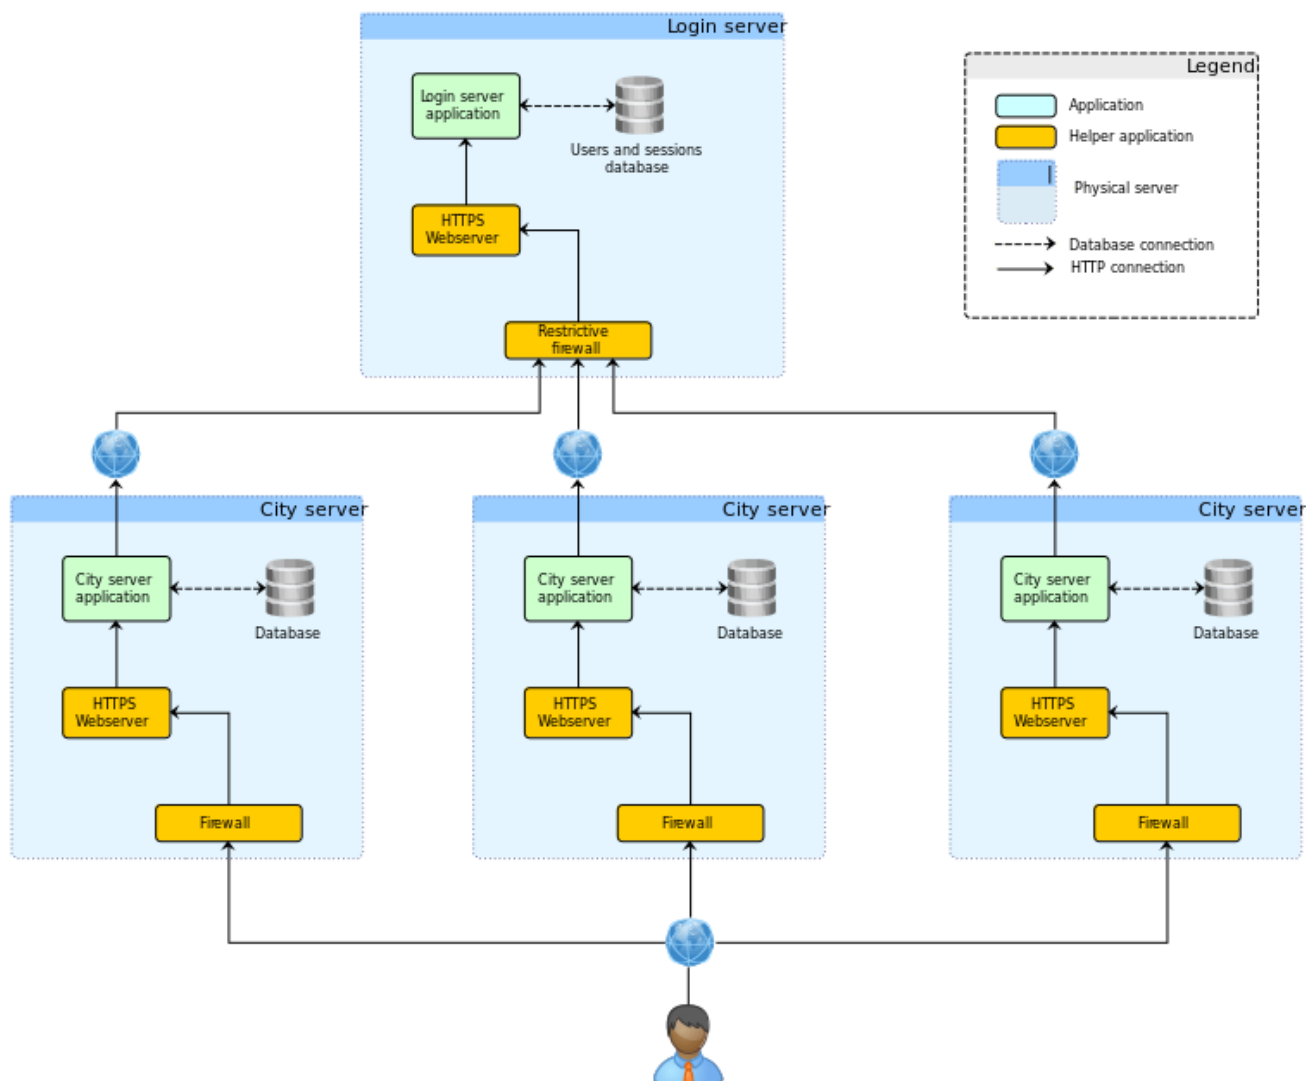 Login server
Legend
Login server
application
Users and sessions
database
HTTPS
Webserver
Restrictive
firewall
Application
Helper application
Physical server
Database connection
HTTP connection
City server
City server
application
Database
HTTPS
Webserver
Firewall
City server
City server
application
Database
HTTPS
Webserver
Firewall
City server
City server
application
Database
HTTPS
Webserver
Firewall